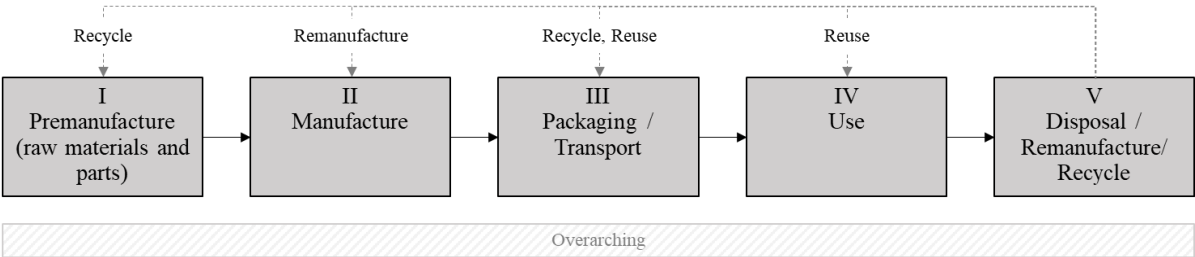 Recycle
Remanufacture
Recycle, Reuse
Reuse
I
Premanufacture
(raw materials and
parts)
II
Manufacture
III
Packaging /
Transport
IV
Use
V
Disposal /
Remanufacture/
Recycle
Overarching